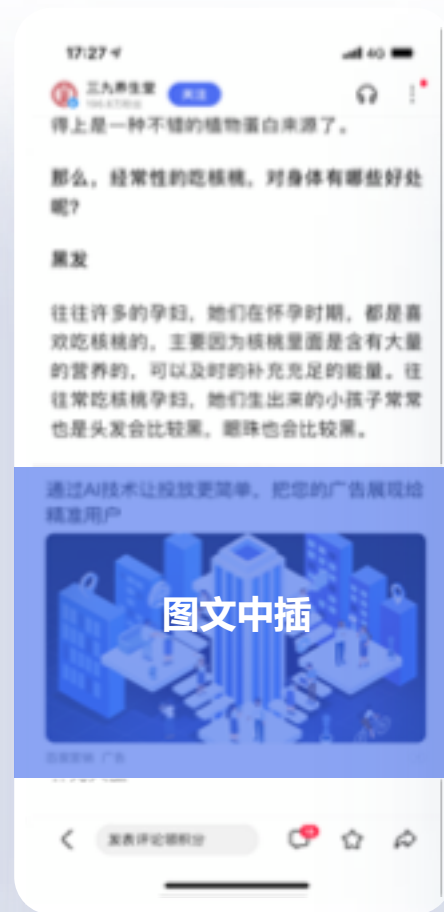 17:27
4G
三九养生堂
关注
得上是一种不错的植物蛋白来源了。
那么，经常性的吃核桃，对身体有哪些好处
呢？
黑发
往往许多的孕妇，她们在怀孕时期，都是喜
欢吃核桃的，主要因为核桃里面是含有大量
的营养的，可以及时的补充充足的能量。往
往常吃核桃孕妇，她们生出来的小孩子常常
也是头发会比较黑，眼珠也会比较黑。
通过AI技术让投放更简单，把您的广告展现给
精准用户
图文中插
百度营销 广告
发表评论领积分